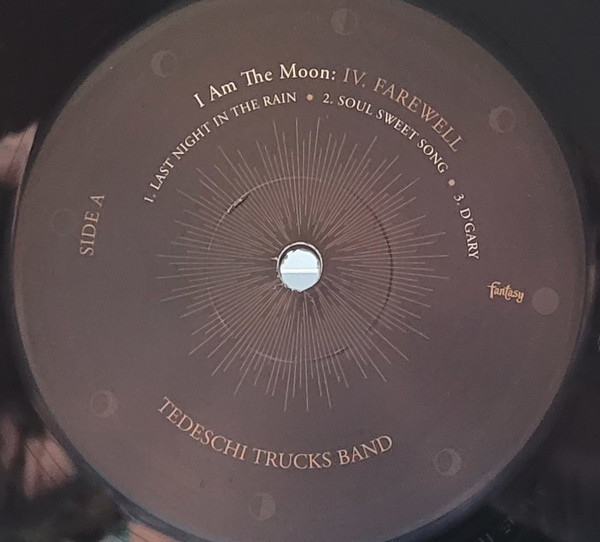 I Am The Moon: IV. FAREWELL
1. LAST NIGHT IN THE RAIN • 2. SOUL SWEET SONG • 3. D'GARY
SIDE A
fantasy
TEDESCHI TRUCKS BAND